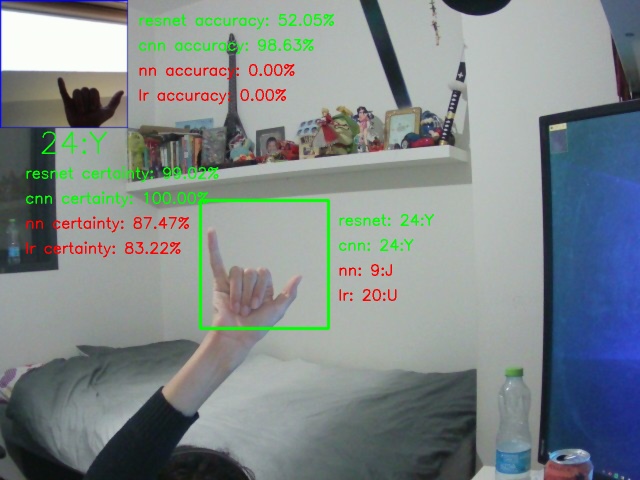 resnet accuracy: 52.05%
cnn accuracy: 98.63%
nn accuracy: 0.00%
lr accuracy: 0.00%
24:Y
resnet certainty: 99.02%
cnn certainty: 100.00%
nn certainty: 87.47%
lr certainty: 83.22%
resnet: 24:Y
cnn: 24:Y
nn: 9:J
lr: 20:U